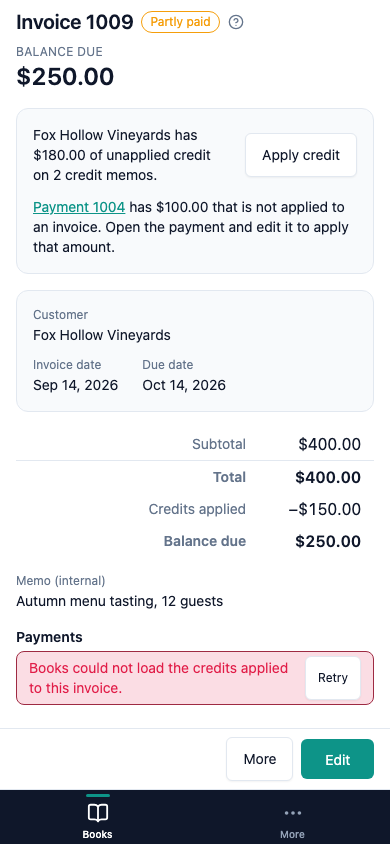 Invoice 1009 Partly paid ?
BALANCE DUE
$250.00
Fox Hollow Vineyards has
$180.00 of unapplied credit
on 2 credit memos.
Apply credit
Payment 1004 has $100.00 that is not applied to
an invoice. Open the payment and edit it to apply
that amount.
Customer
Fox Hollow Vineyards
Invoice date Due date
Sep 14, 2026 Oct 14, 2026
Subtotal $400.00
Total $400.00
Credits applied –$150.00
Balance due $250.00
Memo (internal)
Autumn menu tasting, 12 guests
Payments
Books could not load the credits applied
to this invoice.
Retry
More Edit
Books More